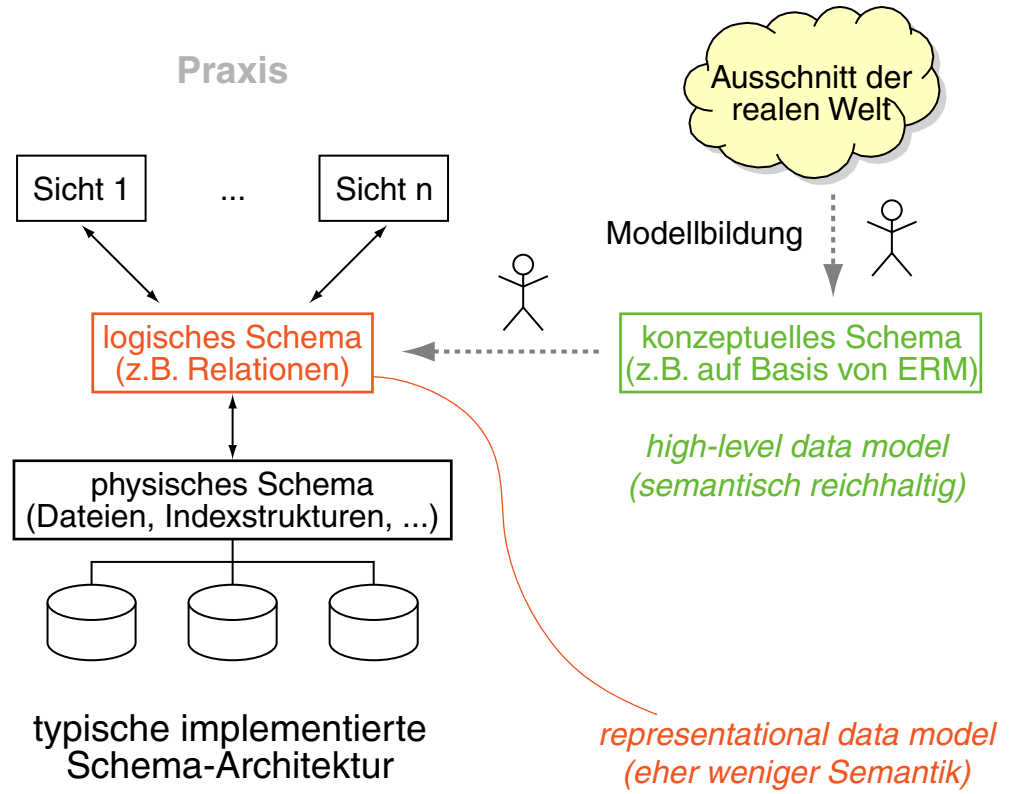 Praxis
Ausschnitt der
realen Welt
Sicht 1
...
Sicht n
Modellbildung
logisches Schema
(z.B. Relationen)
konzeptuelles Schema
(z.B. auf Basis von ERM)
high-level data model
(semantisch reichhaltig)
physisches Schema
(Dateien, Indexstrukturen, ...)
typische implementierte
Schema-Architektur
representational data model
(eher weniger Semantik)